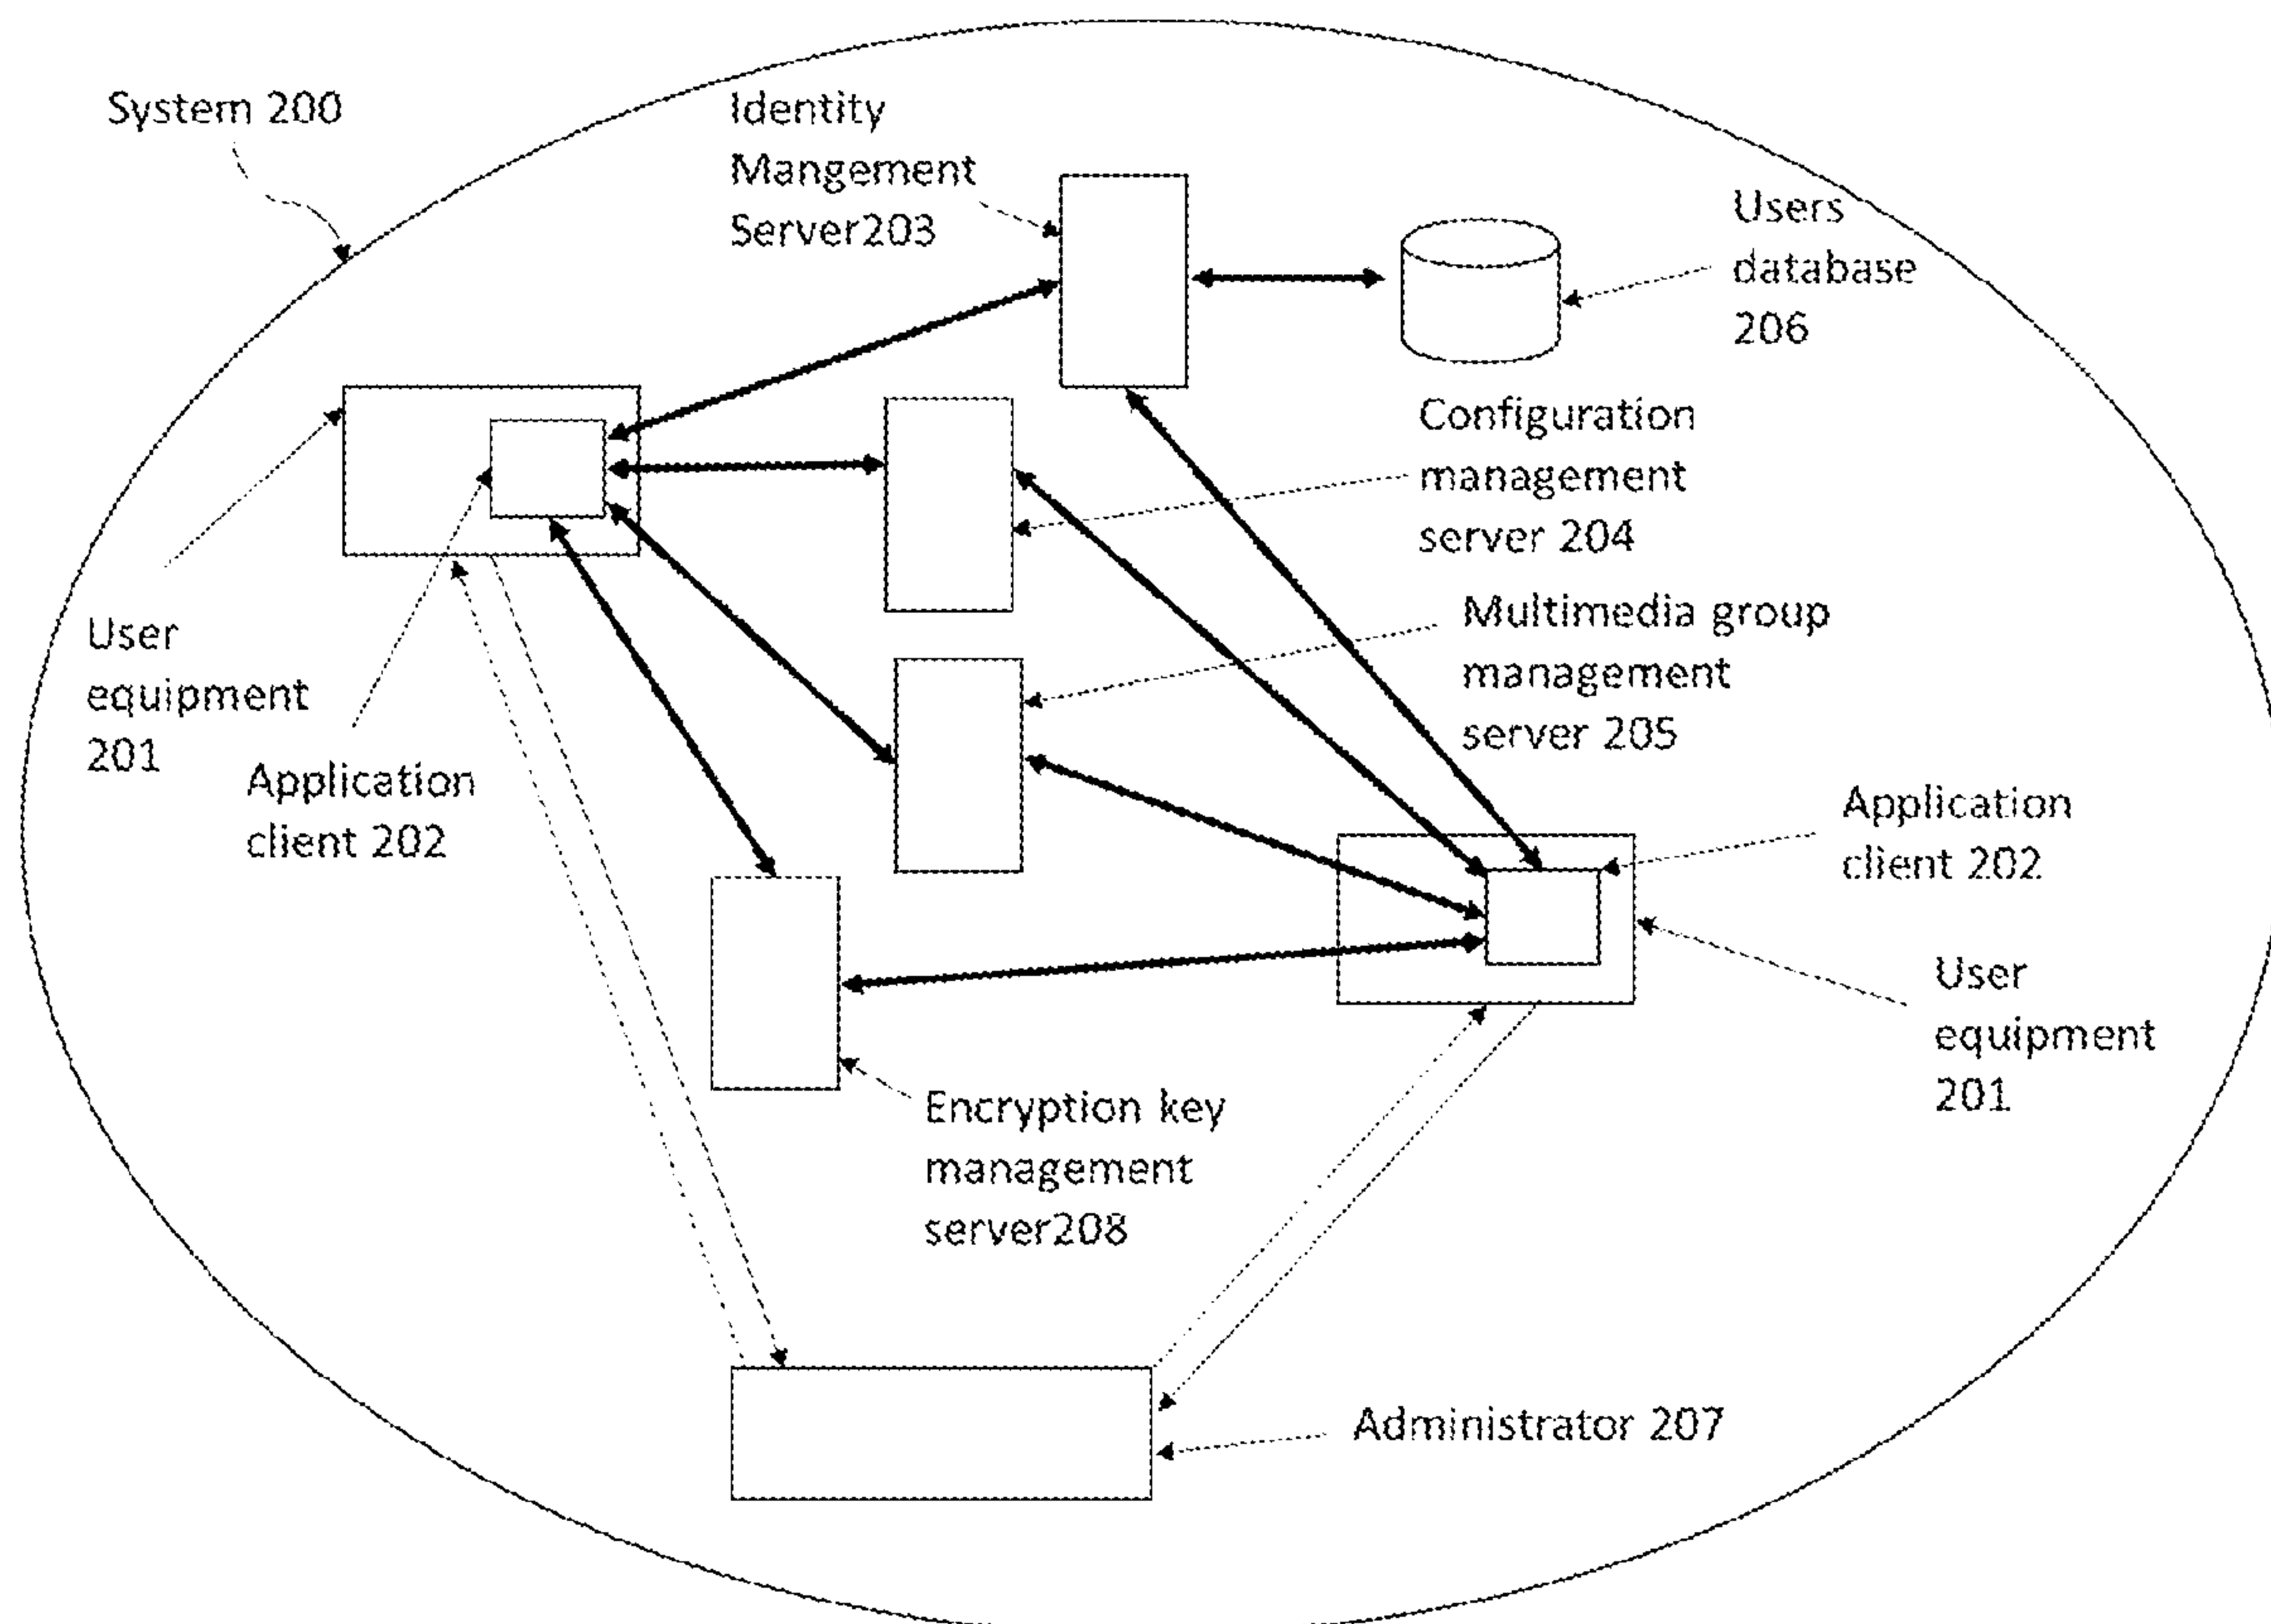 System 200
Identity
Mangement
Server203
Users
database
206
Configuration
management
server 204
Multimedia group
management
server 205
User
equipment
201
Application
client 202
Application
client 202
User
equipment
201
Encryption key
management
server208
Administrator 207